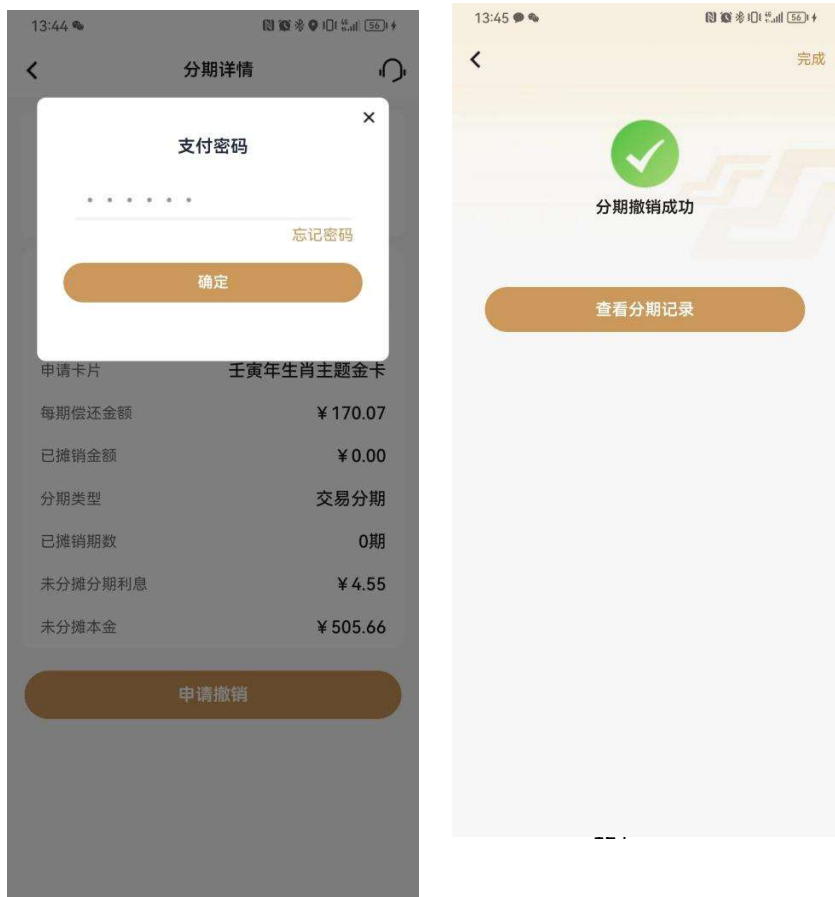 13:44
56
分期详情
支付密码
忘记密码
确定
申请卡片 壬寅年生肖主题金卡
每期偿还金额 ¥170.07
已摊销金额 ¥0.00
分期类型 交易分期
已摊销期数 0期
未分摊分期利息 ¥4.55
未分摊本金 ¥505.66
申请撤销
13:45
56
完成
分期撤销成功
查看分期记录